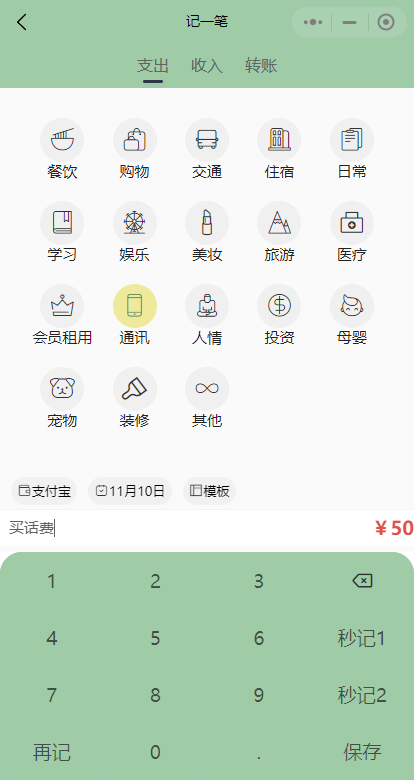 记一笔
支出 收入 转账
餐饮 购物 交通 住宿 日常
学习 娱乐 美妆 旅游 医疗
会员租用 通讯 人情 投资 母婴
宠物 装修 其他
支付宝 11月10日 模板
买话费 ¥50
1 2 3
4 5 6 秒记1
7 8 9 秒记2
再记 0 . 保存